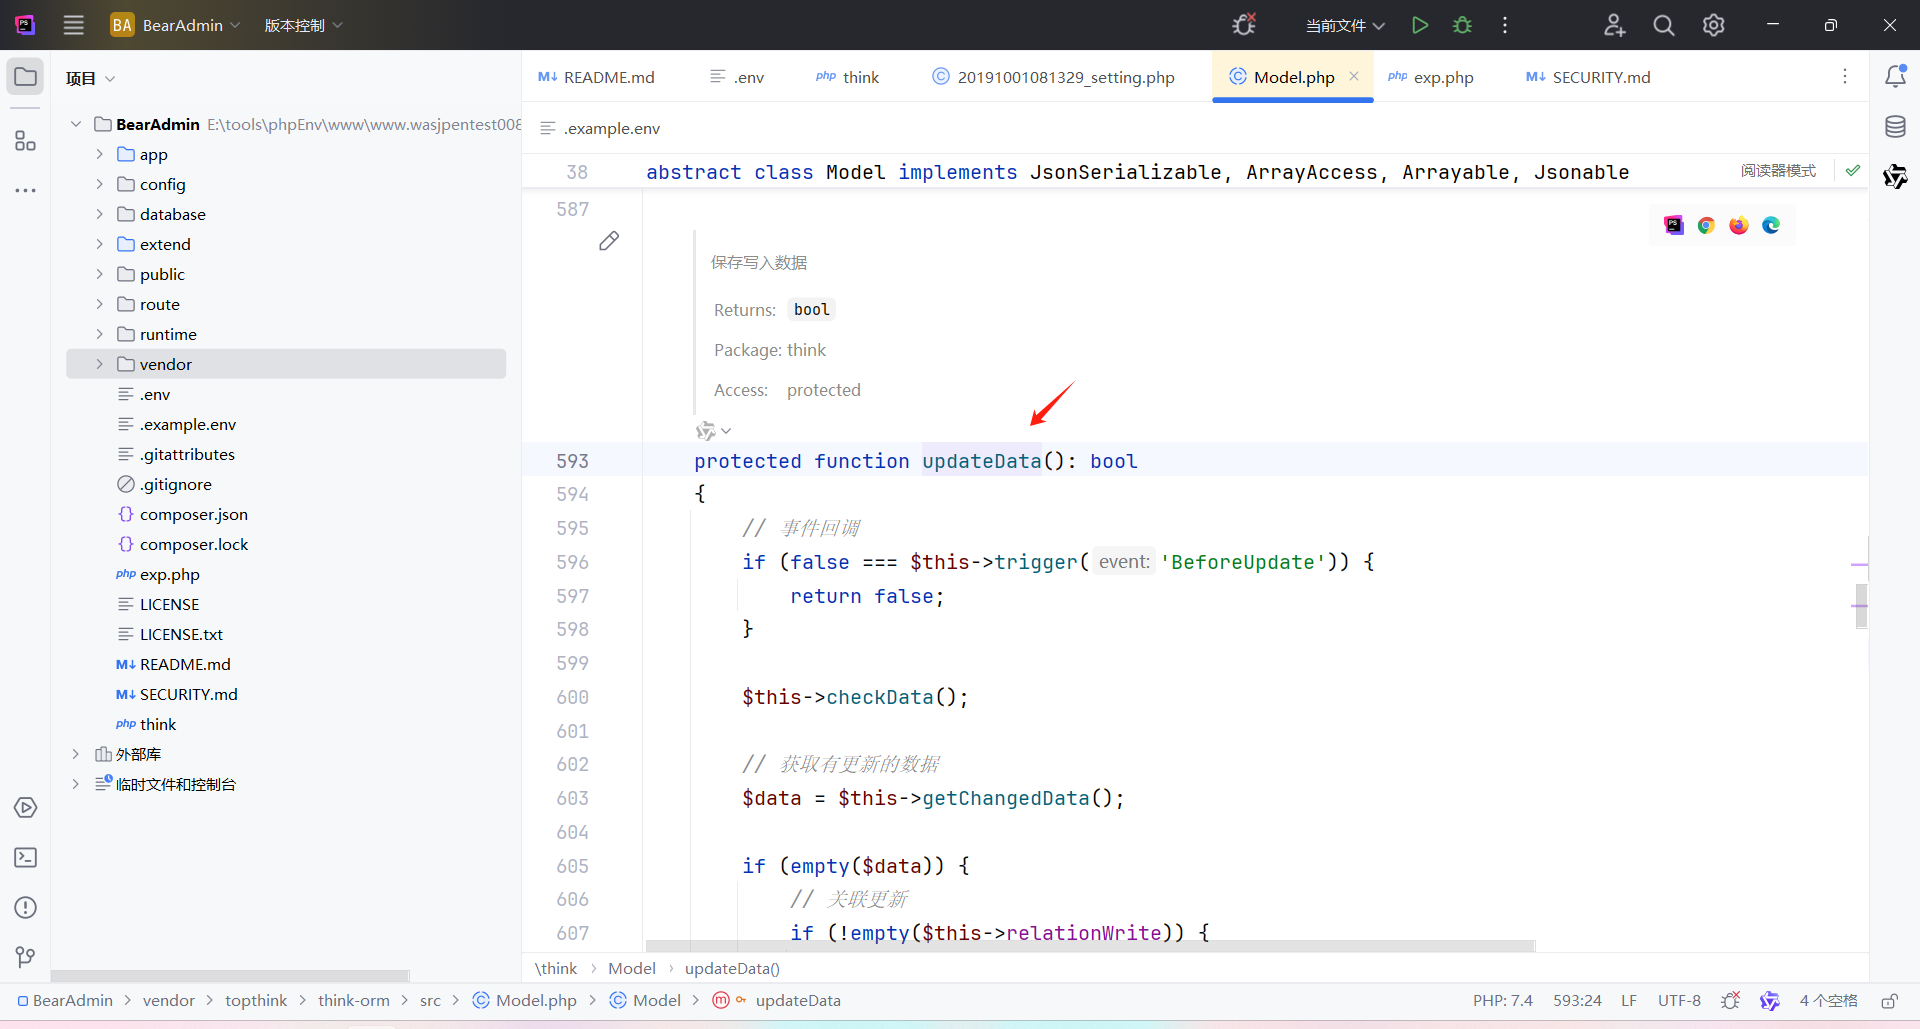 BA BearAdmin 版本控制 当前文件
项目
README.md .env php think 20191001081329_setting.php Model.php php exp.php SECURITY.md
.example.env
BearAdmin E:\tools\phpEnv\www\www.wasjpentest008
app
config
database
extend
public
route
runtime
vendor
.env
.example.env
.gitattributes
.gitignore
composer.json
composer.lock
php exp.php
LICENSE
LICENSE.txt
README.md
SECURITY.md
php think
外部库
临时文件和控制台
38 abstract class Model implements JsonSerializable, ArrayAccess, Arrayable, Jsonable 阅读器模式
587
保存写入数据
Returns: bool
Package: think
Access: protected
593 protected function updateData(): bool
594 {
595 // 事件回调
596 if (false === $this->trigger( event: 'BeforeUpdate')) {
597 return false;
598 }
599
600 $this->checkData();
601
602 // 获取有更新的数据
603 $data = $this->getChangedData();
604
605 if (empty($data)) {
606 // 关联更新
607 if (!empty($this->relationWrite)) {
\think > Model > updateData()
BearAdmin > vendor > topthink > think-orm > src > Model.php > Model > updateData PHP: 7.4 593:24 LF UTF-8 4 个空格